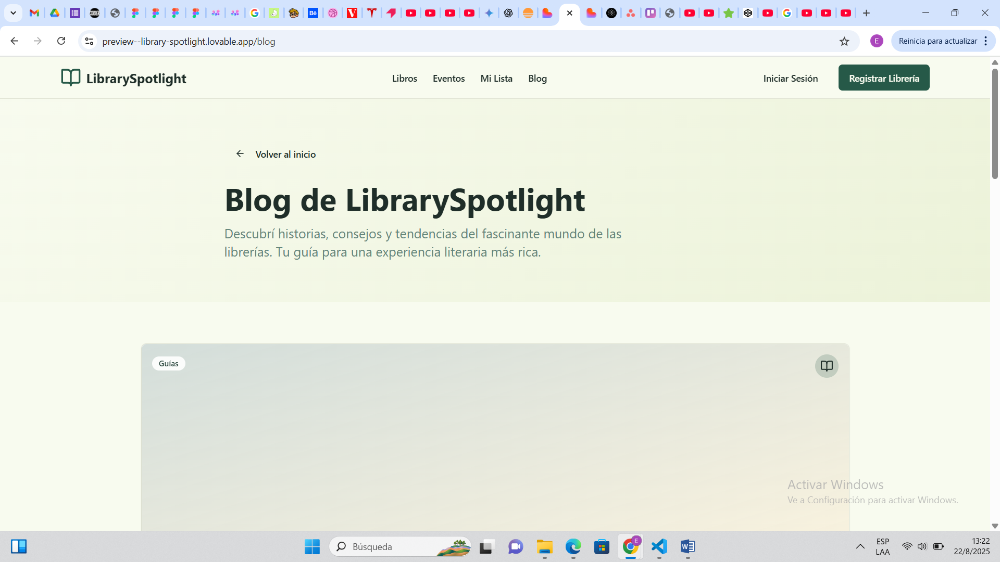 preview--library-spotlight.lovable.app/blog
E
Reinicia para actualizar
LibrarySpotlight
Libros
Eventos
Mi Lista
Blog
Iniciar Sesión
Registrar Librería
Volver al inicio
Blog de LibrarySpotlight
Descubrí historias, consejos y tendencias del fascinante mundo de las
librerías. Tu guía para una experiencia literaria más rica.
Guías
Activar Windows
Ve a Configuración para activar Windows.
Búsqueda
E
ESP
LAA
13:22
22/8/2025